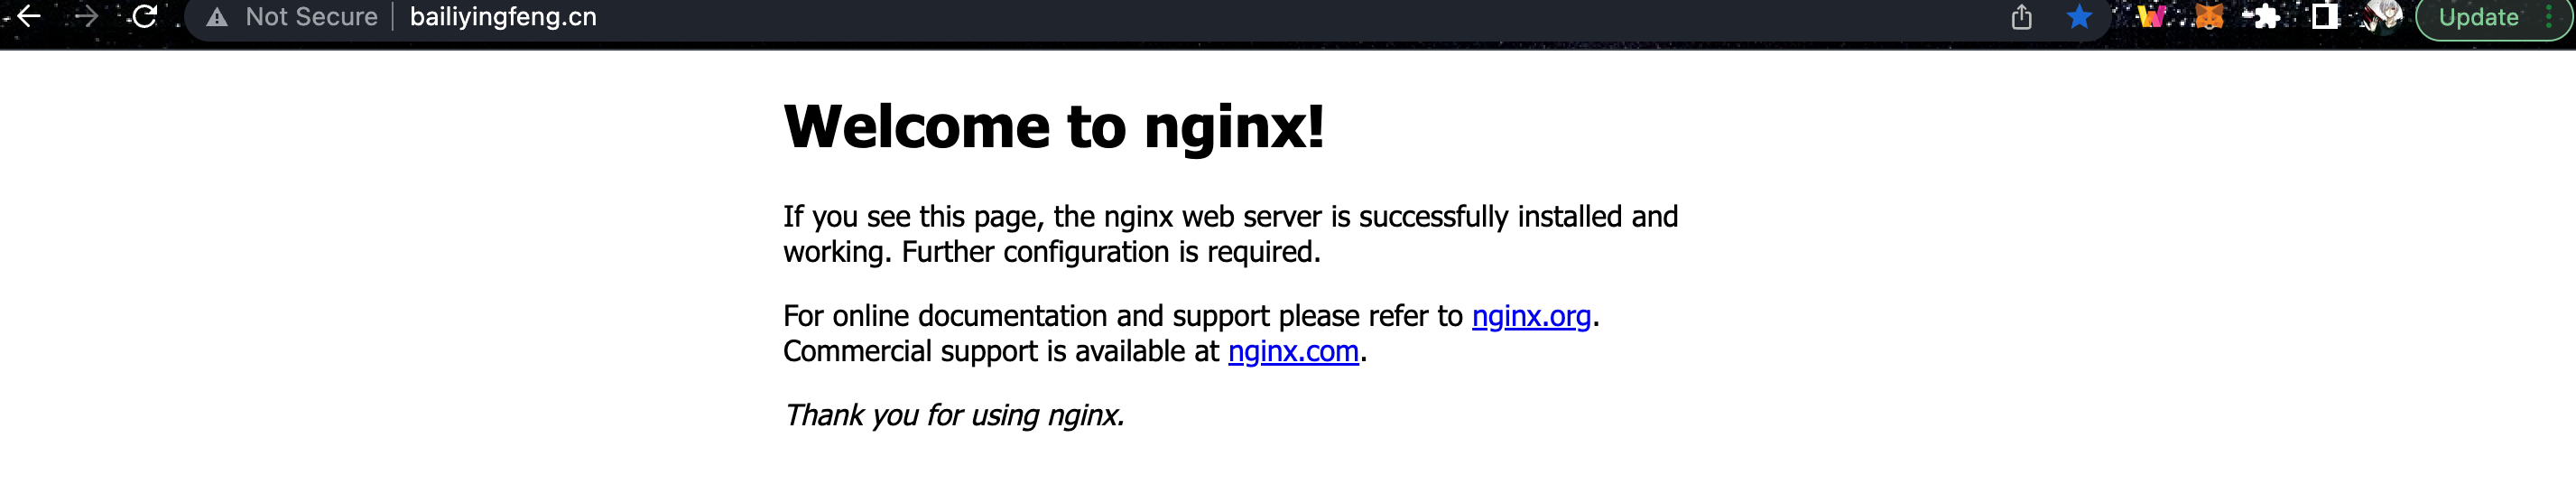 Not Secure | bailiyingfeng.cn
Update
Welcome to nginx!
If you see this page, the nginx web server is successfully installed and
working. Further configuration is required.
For online documentation and support please refer to nginx.org.
Commercial support is available at nginx.com.
Thank you for using nginx.